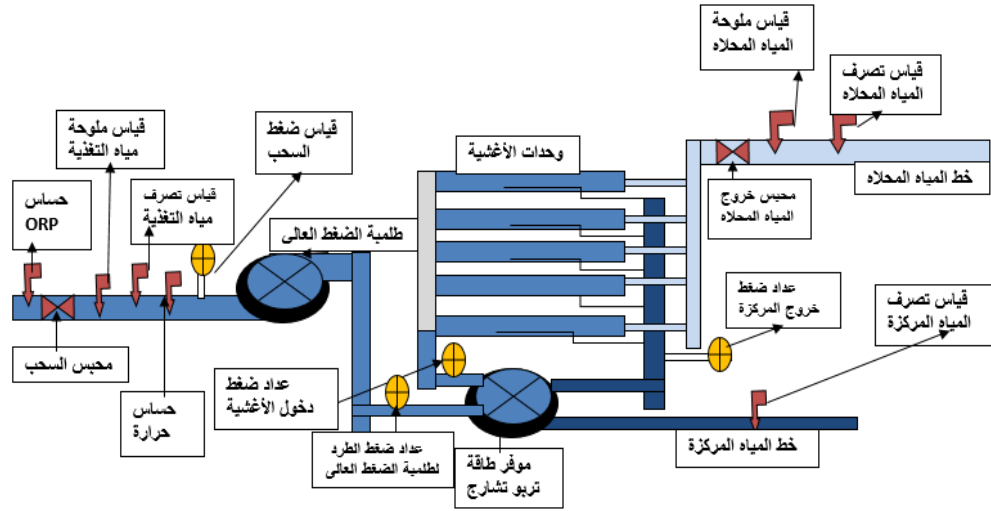 قياس ملوحة
المياه المحلاه
قياس تصرف
المياه المحلاه
قياس ضغط
السحب
قياس ملوحة
مياه التغذية
وحدات الأغشية
حساس
ORP
قياس تصرف
مياه التغذية
خط المياه المحلاه
محبس خروج
المياه المحلاه
طلمبة الضغط العالى
عداد ضغط
خروج المركزة
قياس تصرف
المياه المركزة
محبس السحب
حساس
حرارة
عداد ضغط
دخول الأغشية
عداد ضغط الطرد
لطلمبة الضغط العالى
موفر طاقة
تربو تشارج
خط المياه المركزة